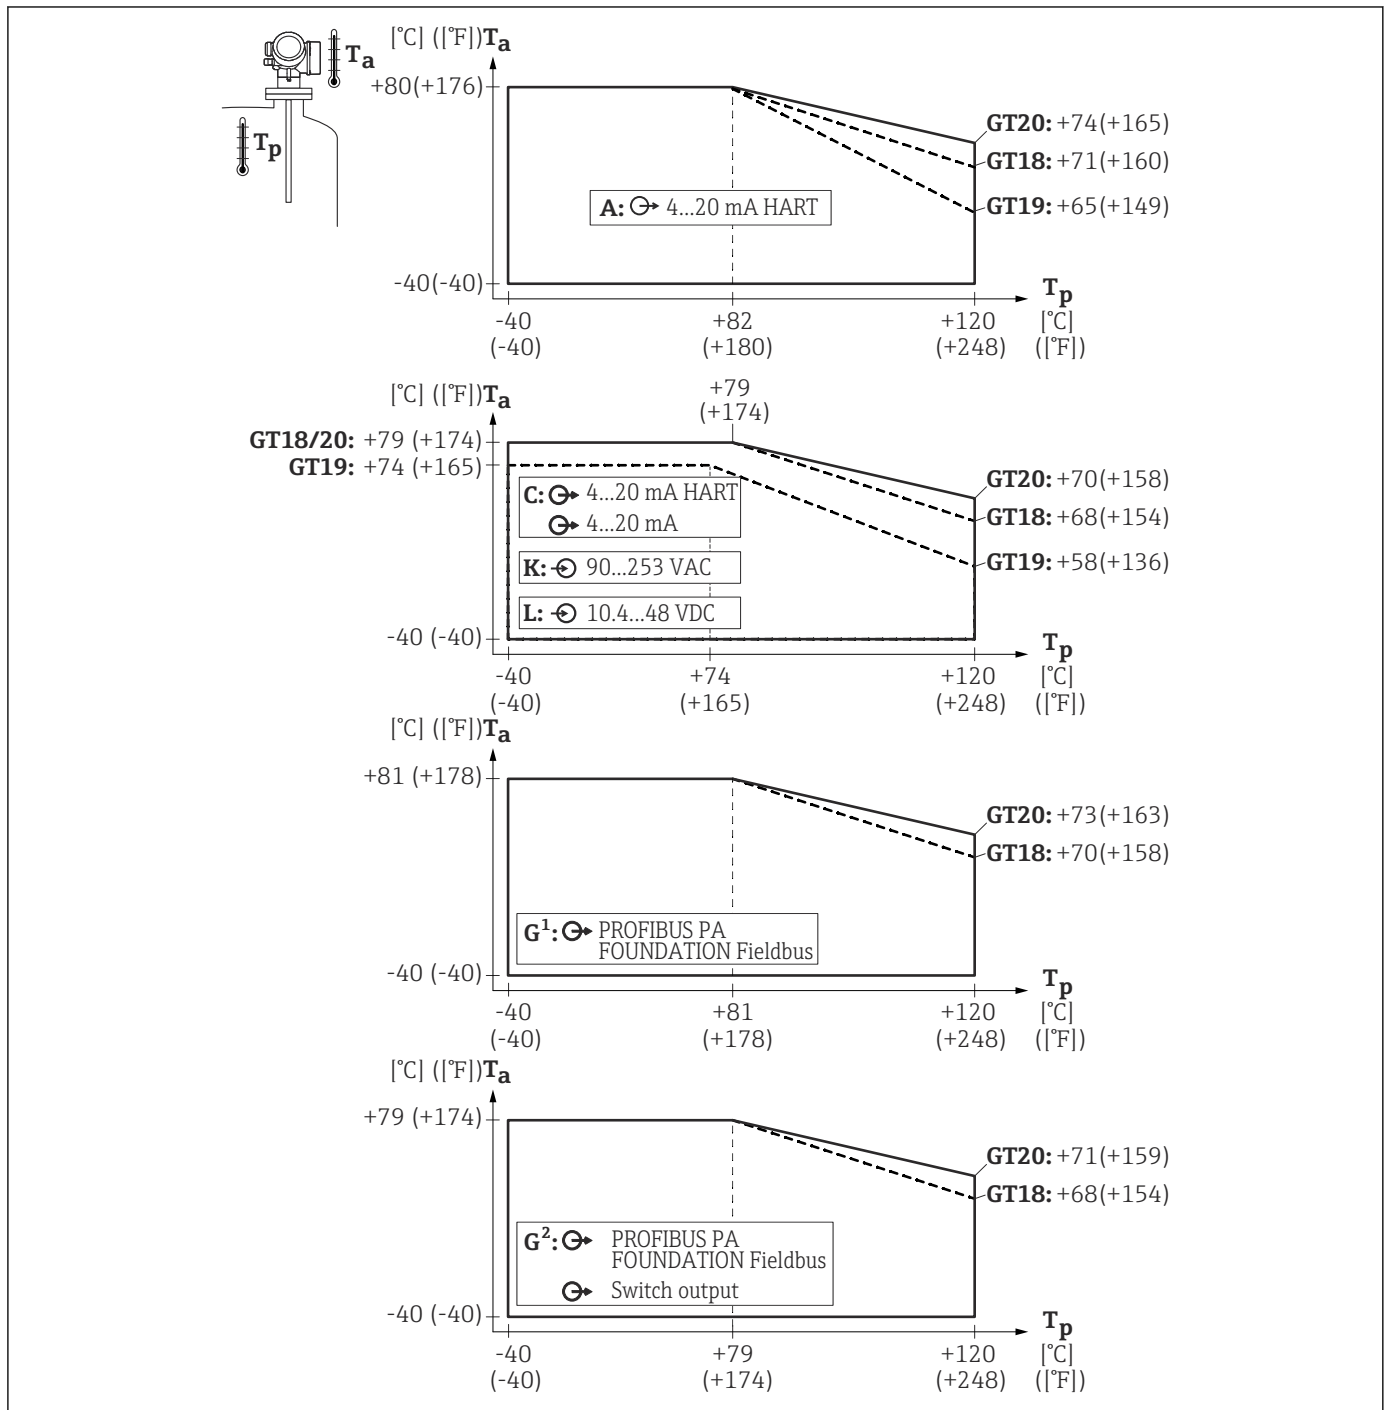 [°C] ([°F]) Ta
Ta
+80(+176)
Tp
GT20: +74(+165)
GT18: +71(+160)
GT19: +65(+149)
A: 4...20 mA HART
-40(-40)
Tp
-40 +82 +120 [°C]
(-40) (+180) (+248) ([°F])
[°C] ([°F]) Ta
+79
(+174)
GT18/20: +79 (+174)
GT19: +74 (+165)
GT20: +70(+158)
GT18: +68(+154)
GT19: +58(+136)
C: 4...20 mA HART
4...20 mA
K: 90...253 VAC
L: 10.4...48 VDC
-40 (-40)
Tp
-40 +74 +120 [°C]
(-40) (+165) (+248) ([°F])
[°C] ([°F]) Ta
+81 (+178)
GT20: +73(+163)
GT18: +70(+158)
G1: PROFIBUS PA
FOUNDATION Fieldbus
-40 (-40)
Tp
-40 +81 +120 [°C]
(-40) (+178) (+248) ([°F])
[°C] ([°F]) Ta
+79 (+174)
GT20: +71(+159)
GT18: +68(+154)
G2: PROFIBUS PA
FOUNDATION Fieldbus
Switch output
-40 (-40)
Tp
-40 +79 +120 [°C]
(-40) (+174) (+248) ([°F])